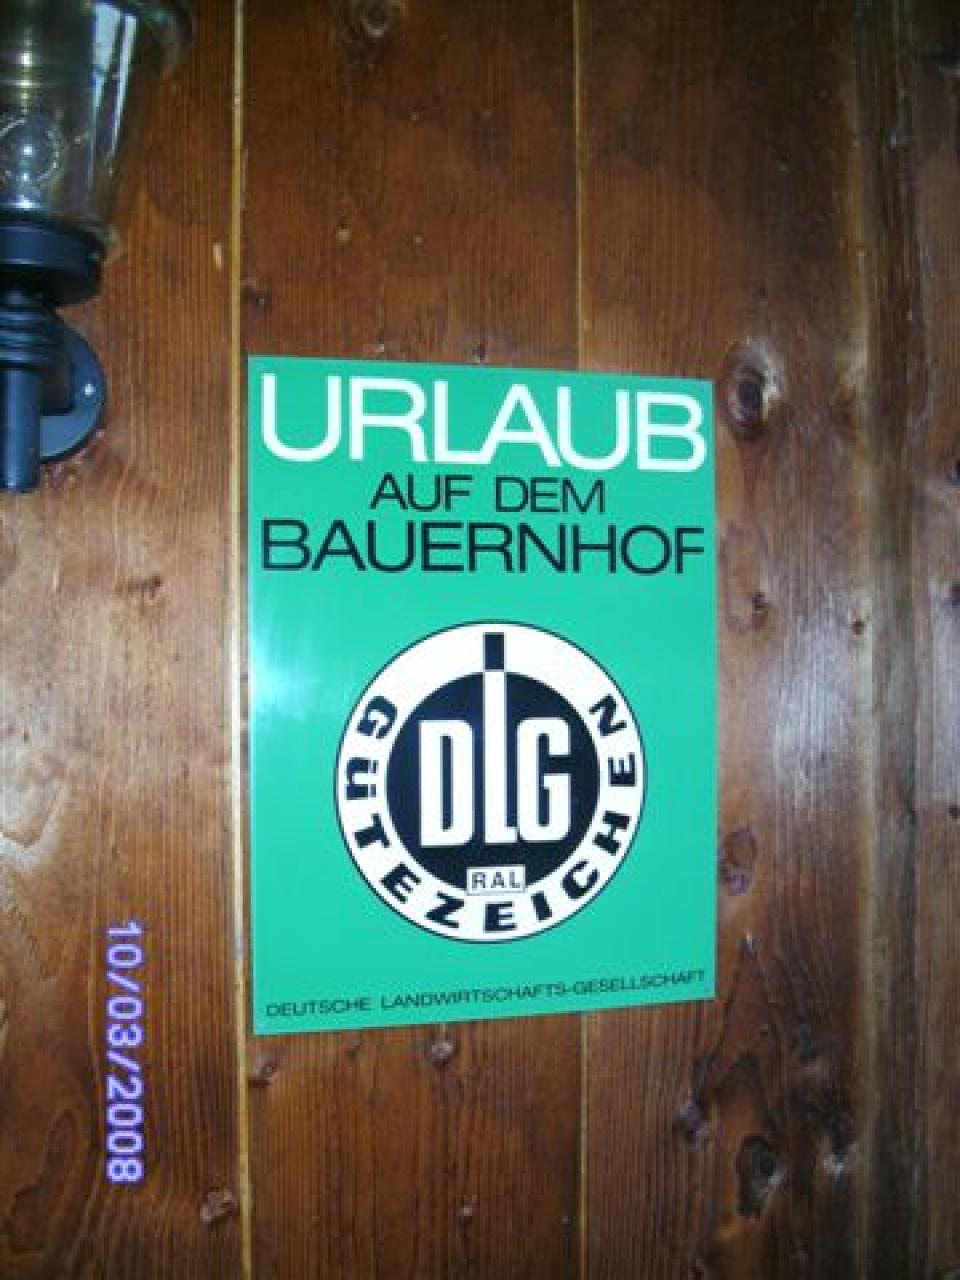 URLAUB
AUF DEM
BAUERNHOF
GÜTEZEICHEN
DLG
RAL
DEUTSCHE LANDWIRTSCHAFTS-GESELLSCHAFT
10/03/2008